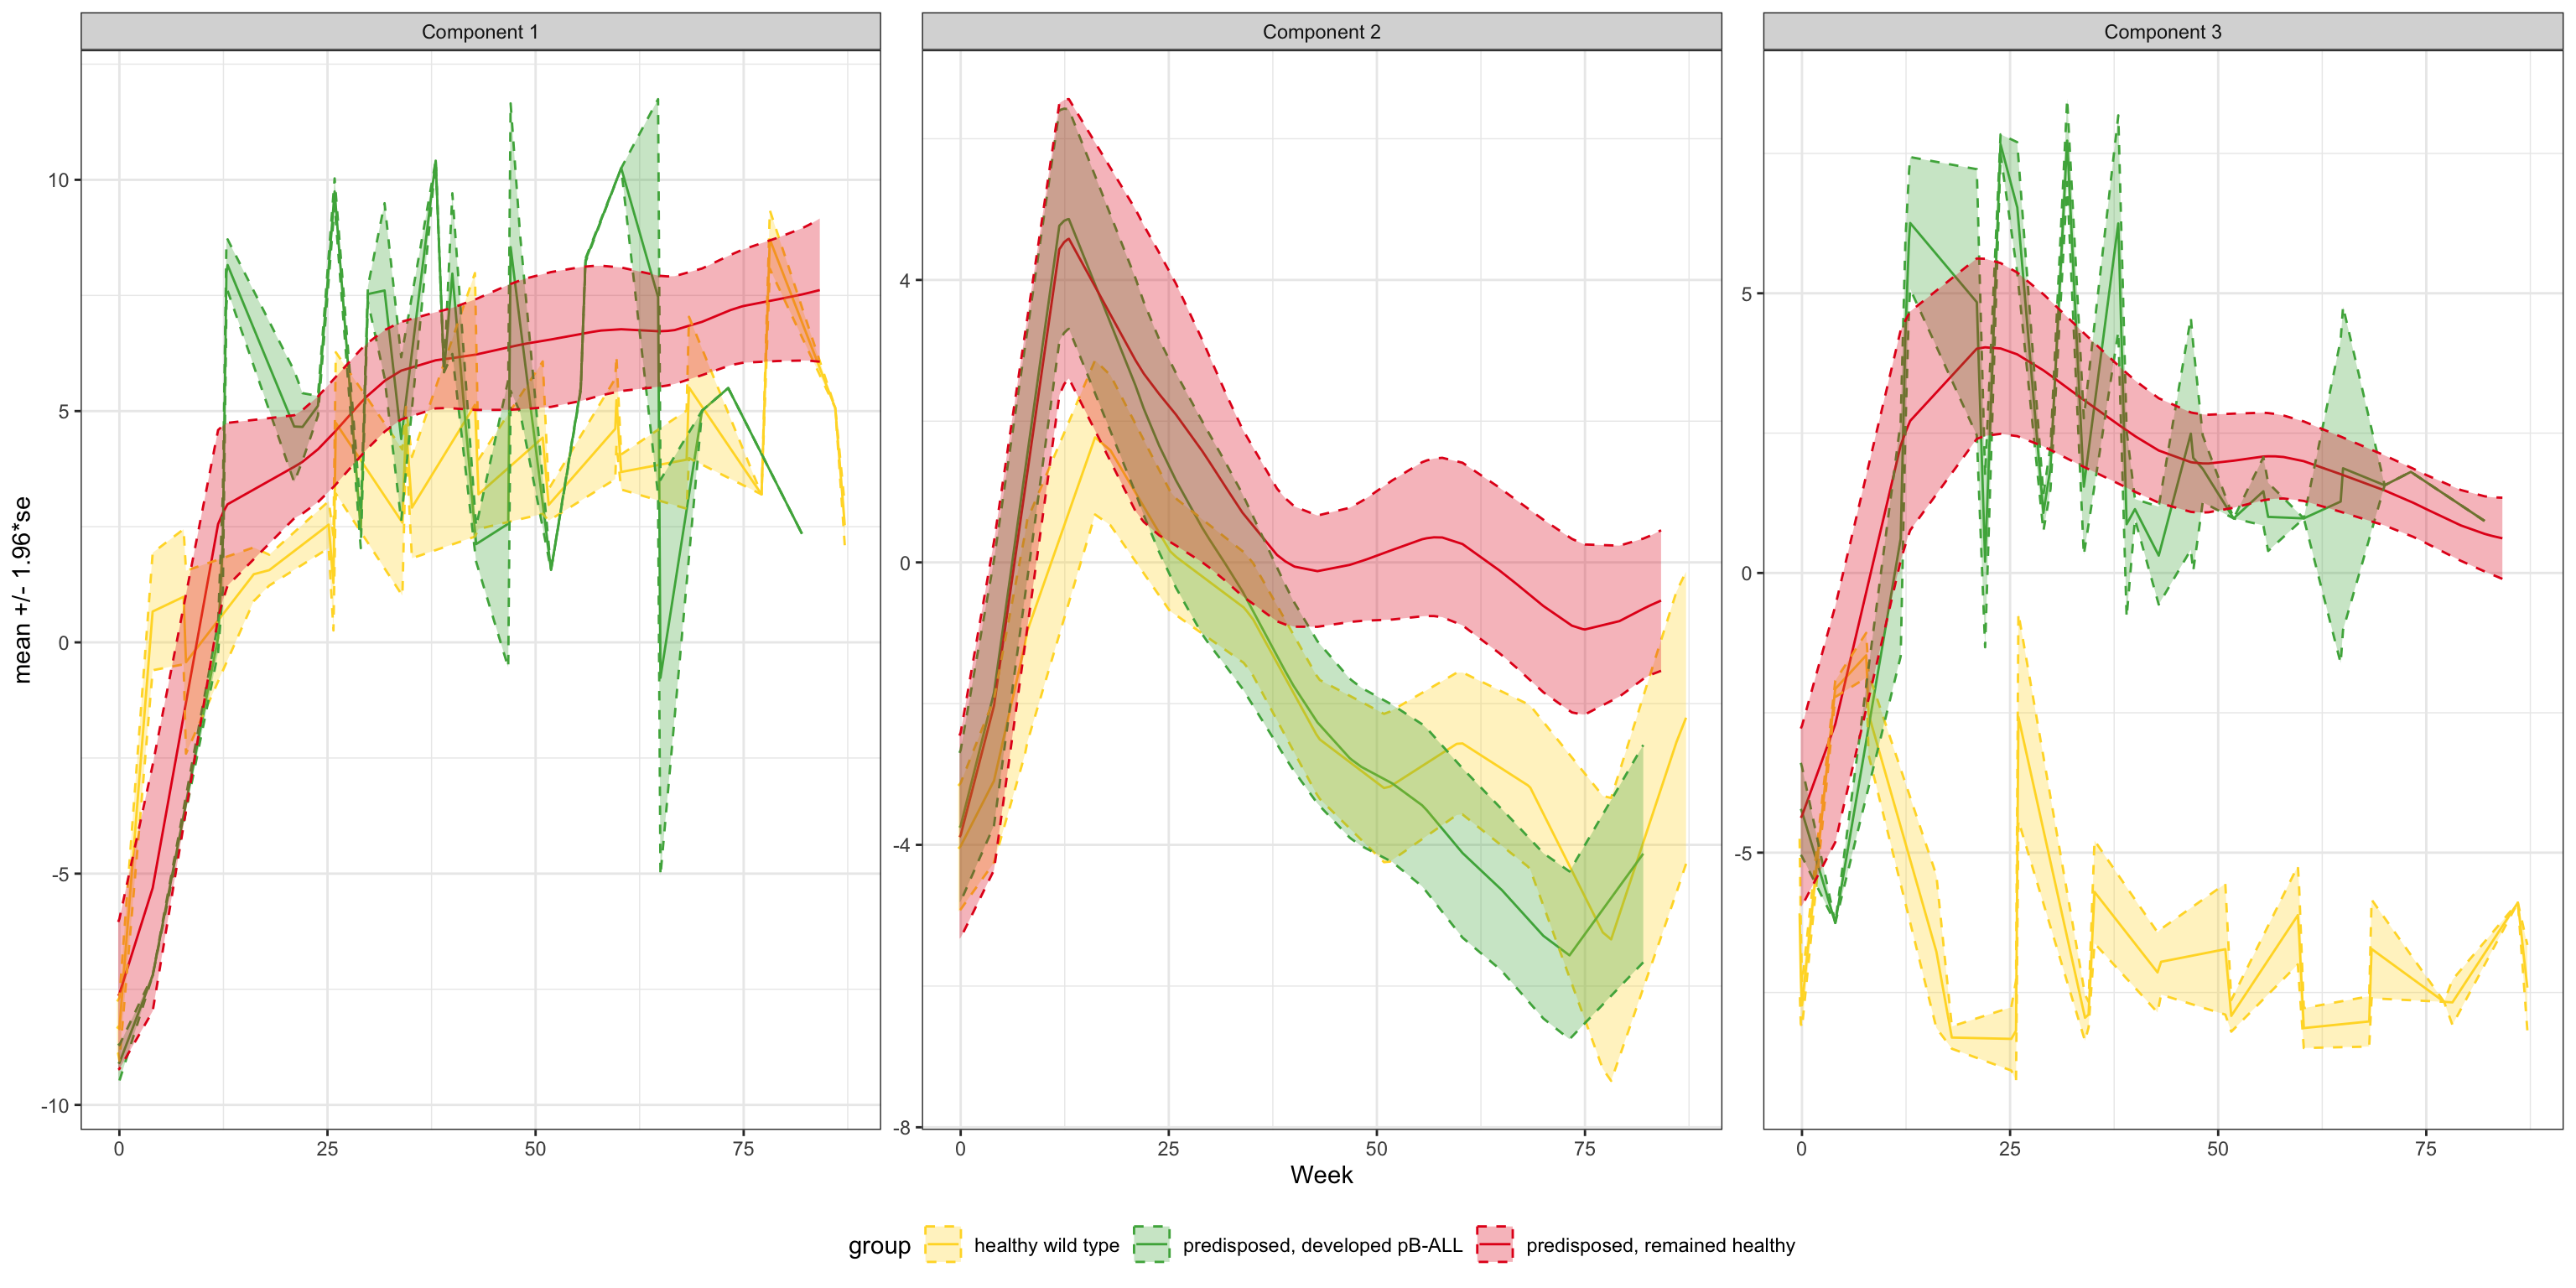 Component 1
Component 2
Component 3
mean +/- 1.96*se
10
5
0
-5
-10
4
0
-4
-8
5
0
-5
0 25 50 75
0 25 50 75
0 25 50 75
Week
group healthy wild type predisposed, developed pB-ALL predisposed, remained healthy